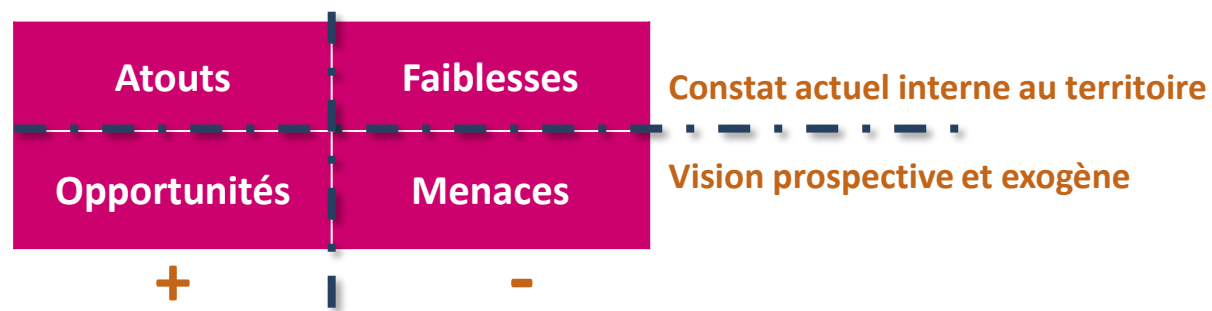 Atouts
Faiblesses
Constat actuel interne au territoire
Opportunités
Menaces
Vision prospective et exogène
+
-